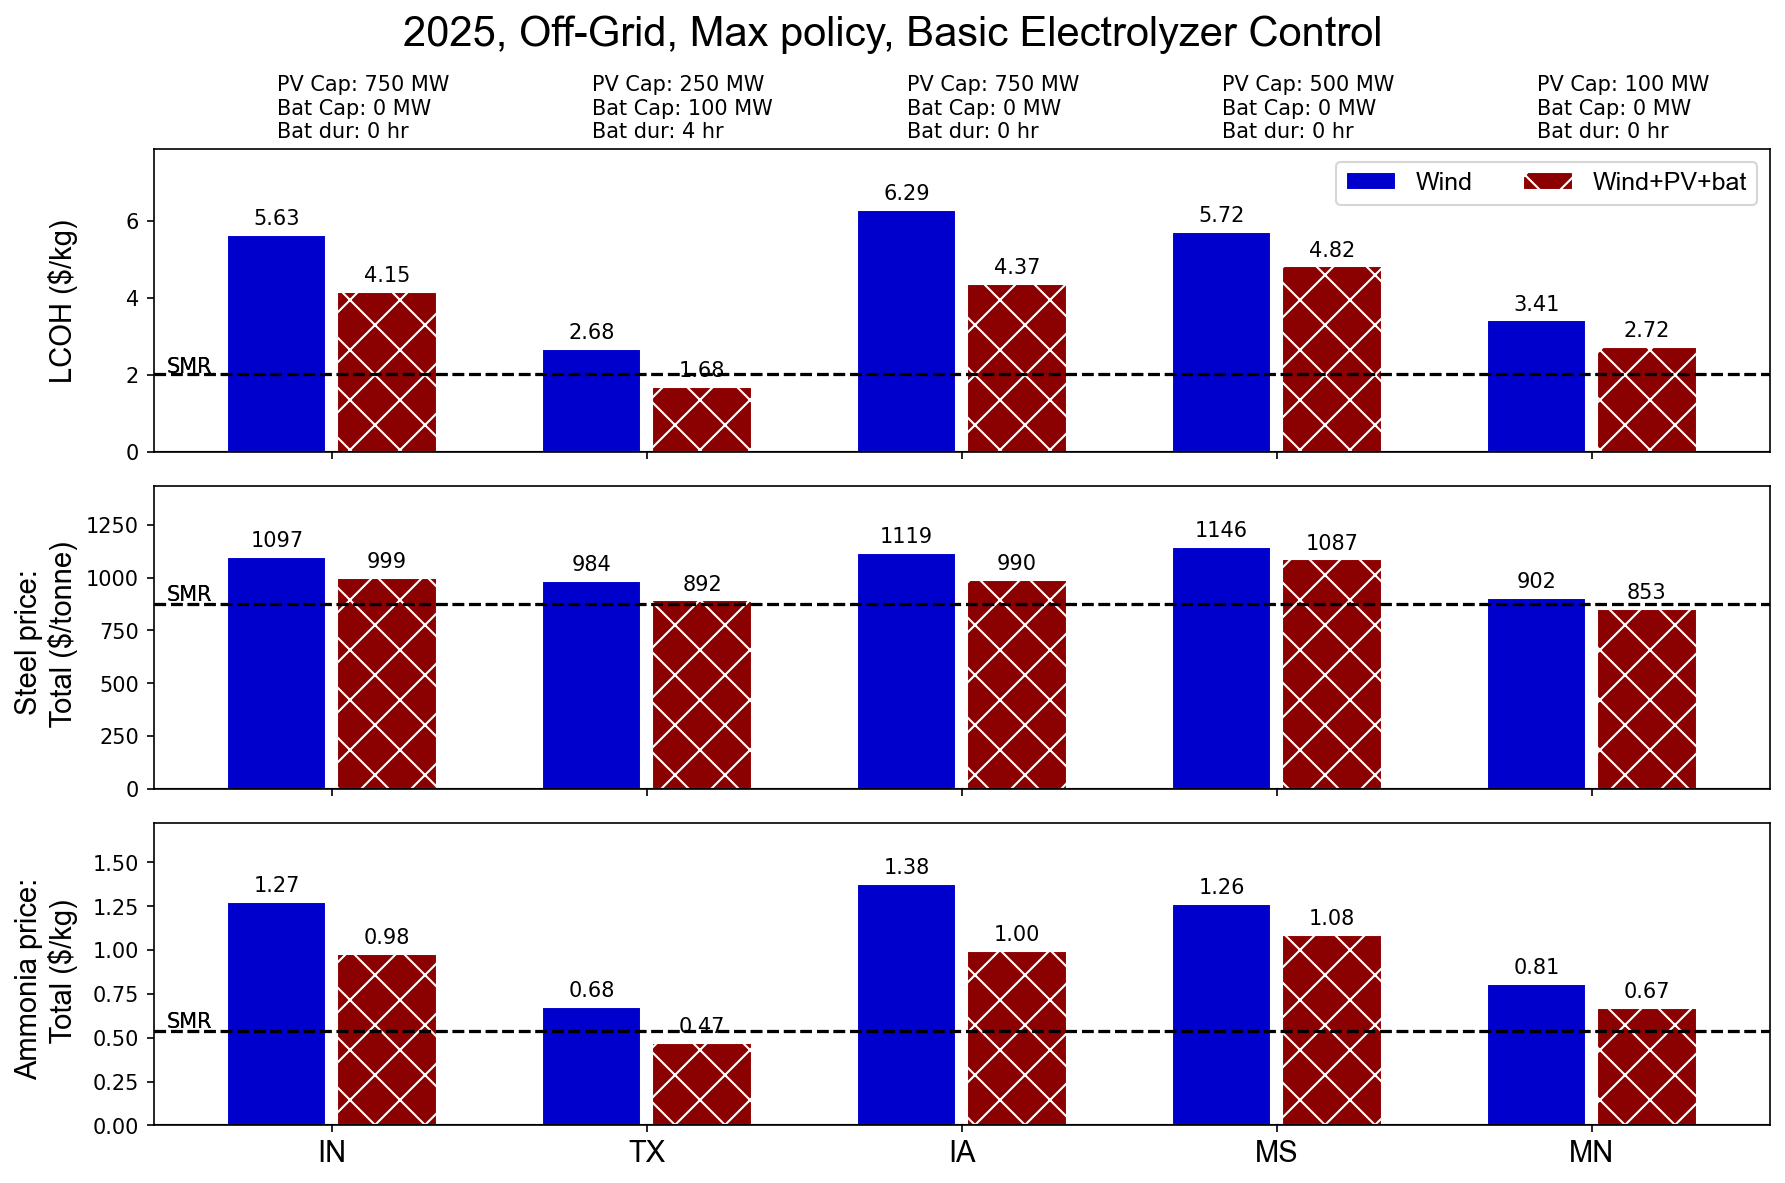 2025, Off-Grid, Max policy, Basic Electrolyzer Control
PV Cap: 750 MW
Bat Cap: 0 MW
Bat dur: 0 hr
PV Cap: 250 MW
Bat Cap: 100 MW
Bat dur: 4 hr
PV Cap: 750 MW
Bat Cap: 0 MW
Bat dur: 0 hr
PV Cap: 500 MW
Bat Cap: 0 MW
Bat dur: 0 hr
PV Cap: 100 MW
Bat Cap: 0 MW
Bat dur: 0 hr
Wind
Wind+PV+bat
LCOH ($/kg)
6
4
2
0
SMR
5.63
4.15
2.68
1.68
6.29
4.37
5.72
4.82
3.41
2.72
Steel price:
Total ($/tonne)
1250
1000
750
500
250
0
SMR
1097
999
984
892
1119
990
1146
1087
902
853
Ammonia price:
Total ($/kg)
1.50
1.25
1.00
0.75
0.50
0.25
0.00
SMR
1.27
0.98
0.68
0.47
1.38
1.00
1.26
1.08
0.81
0.67
IN
TX
IA
MS
MN